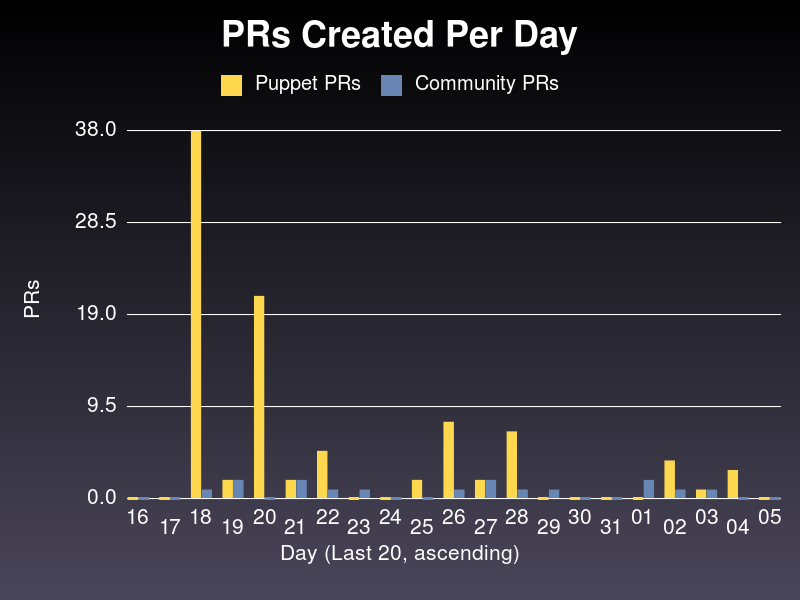 PRs Created Per Day
Puppet PRs Community PRs
38.0
28.5
19.0
9.5
0.0
PRs
16 17 18 19 20 21 22 23 24 25 26 27 28 29 30 31 01 02 03 04 05
Day (Last 20, ascending)